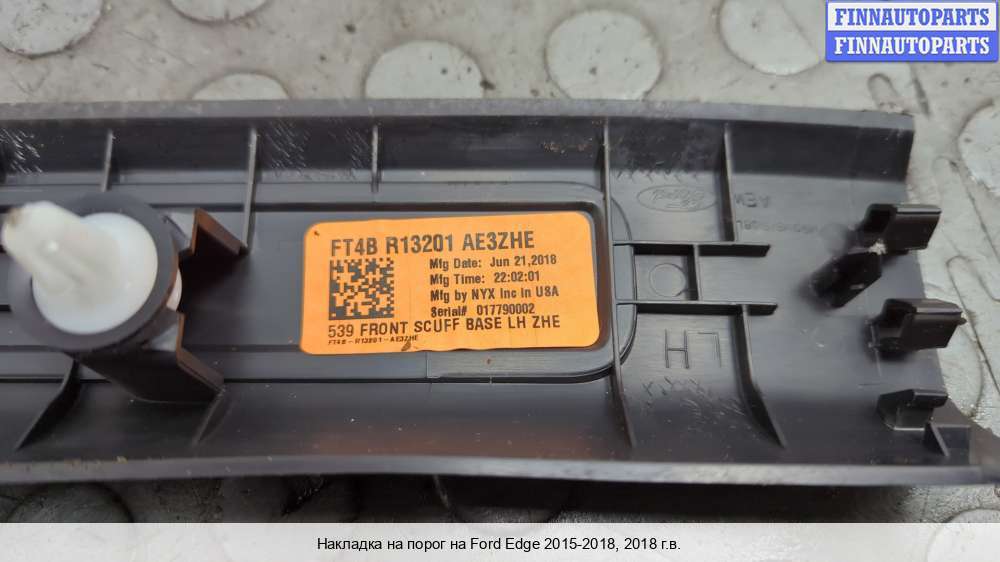 FINNAUTOPARTS
FINNAUTOPARTS
FT4B R13201 AE3ZHE
Mfg Date: Jun 21,2018
Mfg Time: 22:02:01
Mfg by NYX Inc in USA
Serial# 017790002
539 FRONT SCUFF BASE LH ZHE
FT4B-R13201-AE3ZHE
LH
Накладка на порог на Ford Edge 2015-2018, 2018 г.в.